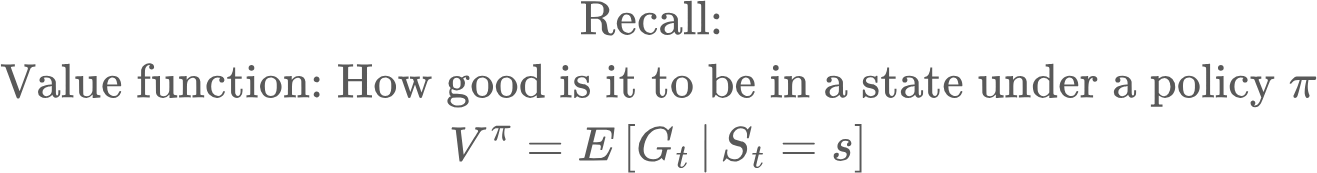 Recall:
Value function: How good is it to be in a state under a policy π
V^π = E [G_t | S_t = s]